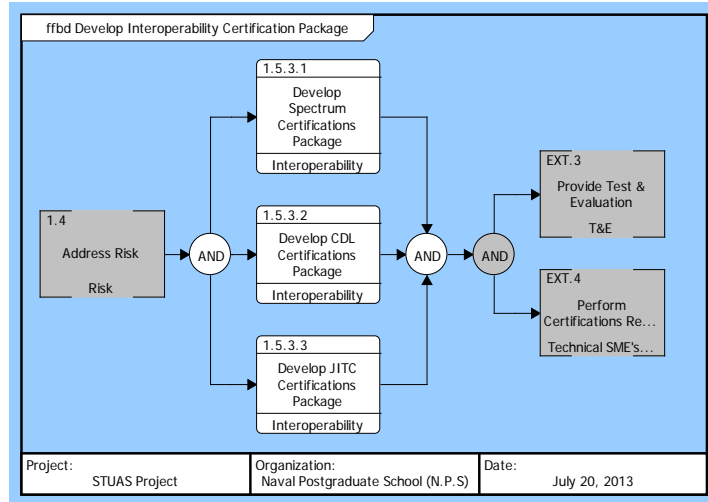 ffbd Develop Interoperability Certification Package
1.5.3.1
Develop
Spectrum
Certifications
Package
Interoperability
1.4
Address Risk
Risk
AND
1.5.3.2
Develop CDL
Certifications
Package
Interoperability
1.5.3.3
Develop JITC
Certifications
Package
Interoperability
AND
AND
EXT.3
Provide Test &
Evaluation
T&E
EXT.4
Perform
Certifications Re...
Technical SME's...
Project:
STUAS Project
Organization:
Naval Postgraduate School (N.P.S)
Date:
July 20, 2013